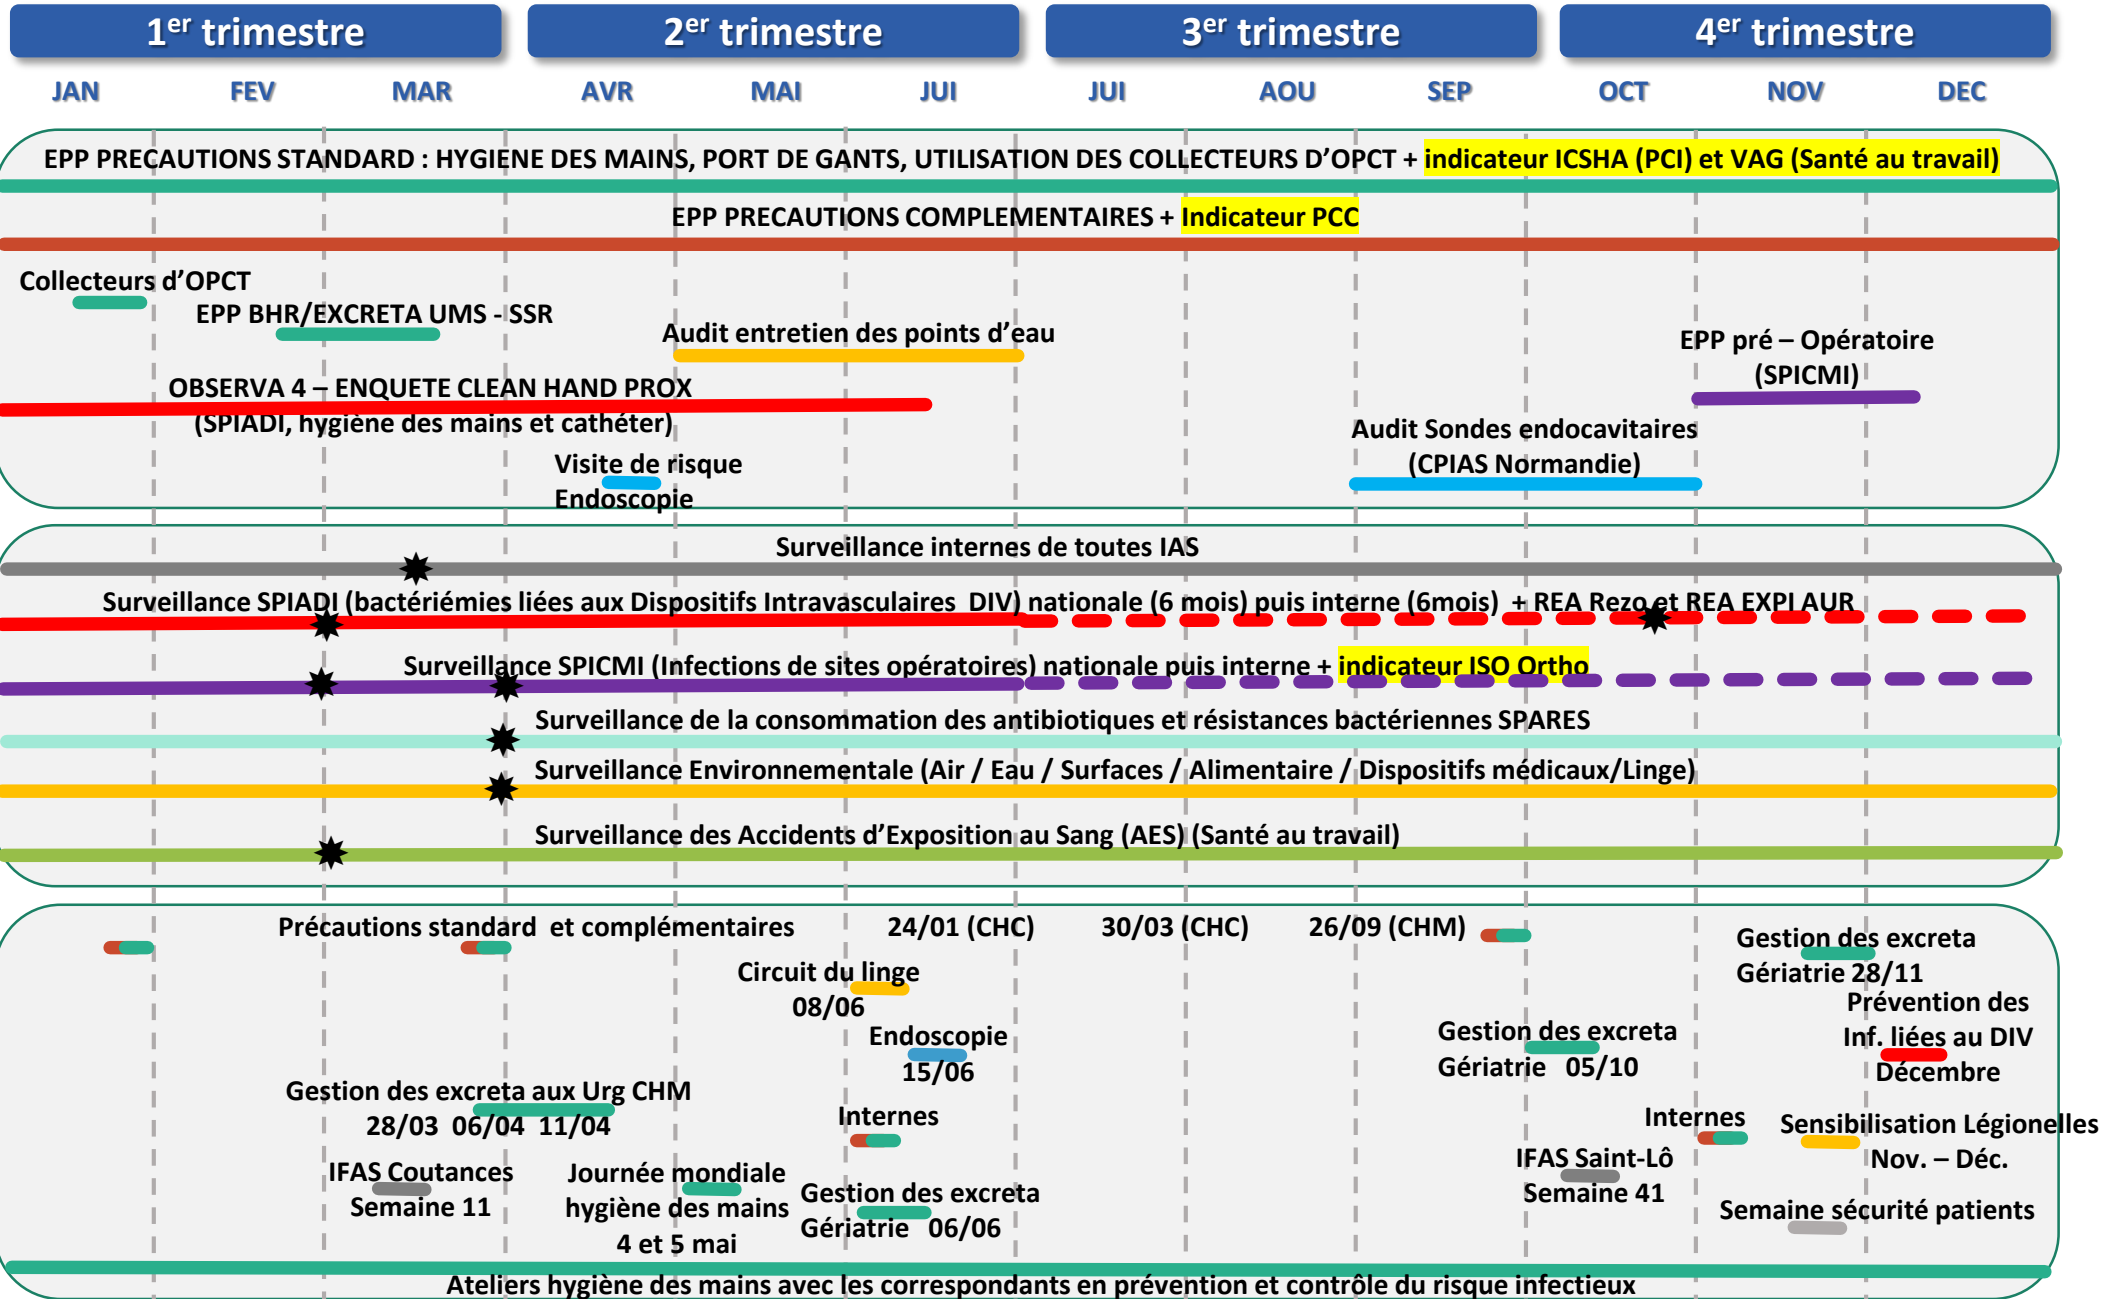 1er trimestre
2er trimestre
3er trimestre
4er trimestre
JAN FEV MAR AVR MAI JUI JUI AOU SEP OCT NOV DEC
EPP PRECAUTIONS STANDARD : HYGIENE DES MAINS, PORT DE GANTS, UTILISATION DES COLLECTEURS D’OPCT + indicateur ICSHA (PCI) et VAG (Santé au travail)
EPP PRECAUTIONS COMPLEMENTAIRES + Indicateur PCC
Collecteurs d’OPCT
EPP BHR/EXCRETA UMS - SSR
Audit entretien des points d’eau
EPP pré – Opératoire
(SPICMI)
OBSERVA 4 – ENQUETE CLEAN HAND PROX
(SPIADI, hygiène des mains et cathéter)
Audit Sondes endocavitaires
(CPIAS Normandie)
Visite de risque
Endoscopie
Surveillance internes de toutes IAS
Surveillance SPIADI (bactériémies liées aux Dispositifs Intravasculaires DIV) nationale (6 mois) puis interne (6mois) + REA Rezo et REA EXPI AUR
Surveillance SPICMI (Infections de sites opératoires) nationale puis interne + indicateur ISO Ortho
Surveillance de la consommation des antibiotiques et résistances bactériennes SPARES
Surveillance Environnementale (Air / Eau / Surfaces / Alimentaire / Dispositifs médicaux/Linge)
Surveillance des Accidents d’Exposition au Sang (AES) (Santé au travail)
Précautions standard et complémentaires 24/01 (CHC) 30/03 (CHC) 26/09 (CHM)
Gestion des excreta
Gériatrie 28/11
Circuit du linge
08/06
Prévention des
Inf. liées au DIV
Décembre
Endoscopie
15/06
Gestion des excreta
Gériatrie 05/10
Gestion des excreta aux Urg CHM
28/03 06/04 11/04
Internes
Internes
Sensibilisation Légionelles
Nov. – Déc.
IFAS Coutances
Semaine 11
Journée mondiale
hygiène des mains
4 et 5 mai
Gestion des excreta
Gériatrie 06/06
IFAS Saint-Lô
Semaine 41
Semaine sécurité patients
Ateliers hygiène des mains avec les correspondants en prévention et contrôle du risque infectieux